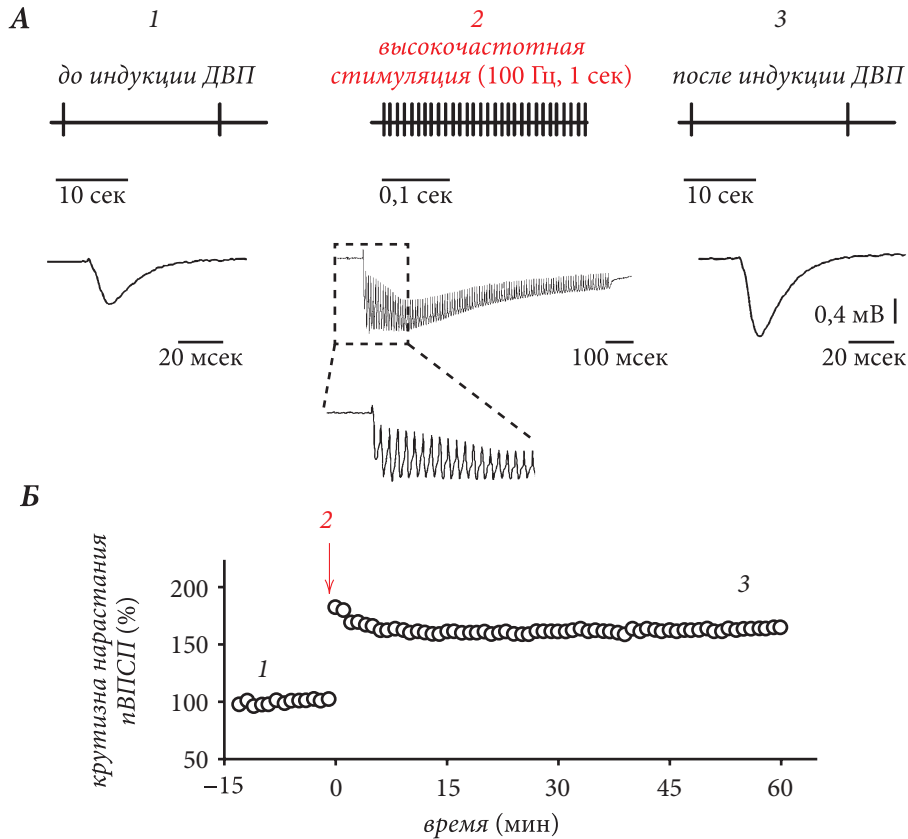 А
1
2
3
до индукции ДВП
высокочастотная
стимуляция (100 Гц, 1 сек)
после индукции ДВП
10 сек
0,1 сек
10 сек
0,4 мВ
20 мсек
100 мсек
20 мсек
Б
2
крутизна нарастания
пВПСП (%)
200
150
100
50
1
3
−15
0
15
30
45
60
время (мин)